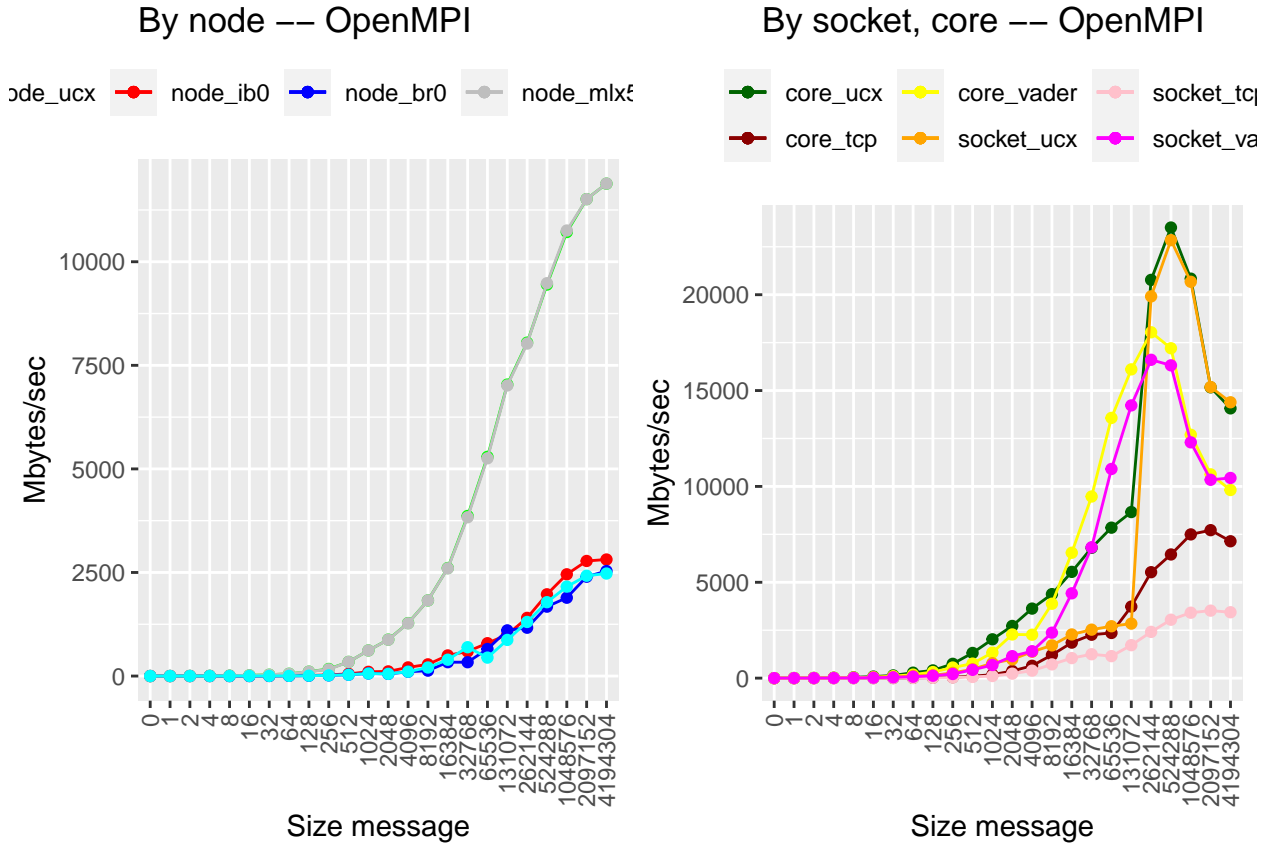 By node −− OpenMPI
ode_ucx node_ib0 node_br0 node_mlx5
Mbytes/sec
10000
7500
5000
2500
0
0 1 2 4 8 16 32 64 128 256 512 1024 2048 4096 8192 16384 32768 65536 131072 262144 524288 1048576 2097152 4194304
Size message
By socket, core −− OpenMPI
core_ucx core_vader socket_tcp
core_tcp socket_ucx socket_va
Mbytes/sec
20000
15000
10000
5000
0
0 1 2 4 8 16 32 64 128 256 512 1024 2048 4096 8192 16384 32768 65536 131072 262144 524288 1048576 2097152 4194304
Size message